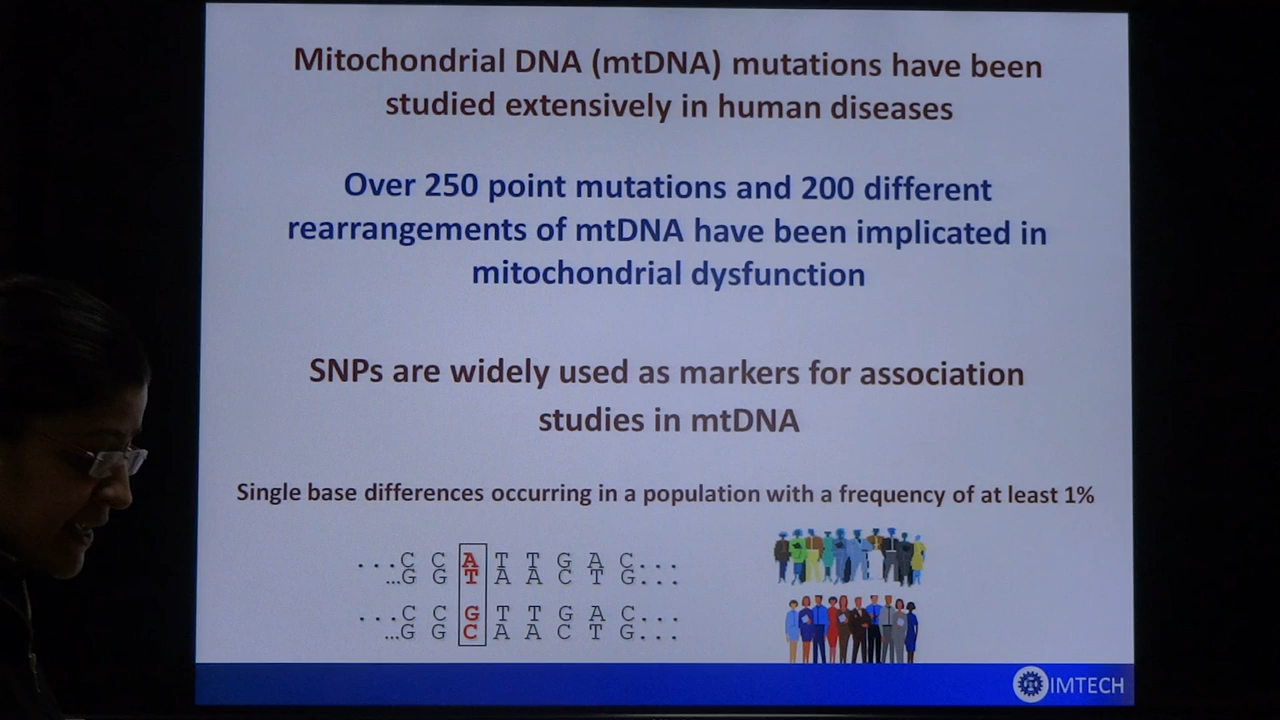 Mitochondrial DNA (mtDNA) mutations have been
studied extensively in human diseases
Over 250 point mutations and 200 different
rearrangements of mtDNA have been implicated in
mitochondrial dysfunction
SNPs are widely used as markers for association
studies in mtDNA
Single base differences occurring in a population with a frequency of at least 1%
...C C A T T G A C...
...G G T A A C T G...
...C C G T T G A C...
...G G C A A C T G...
IMTECH